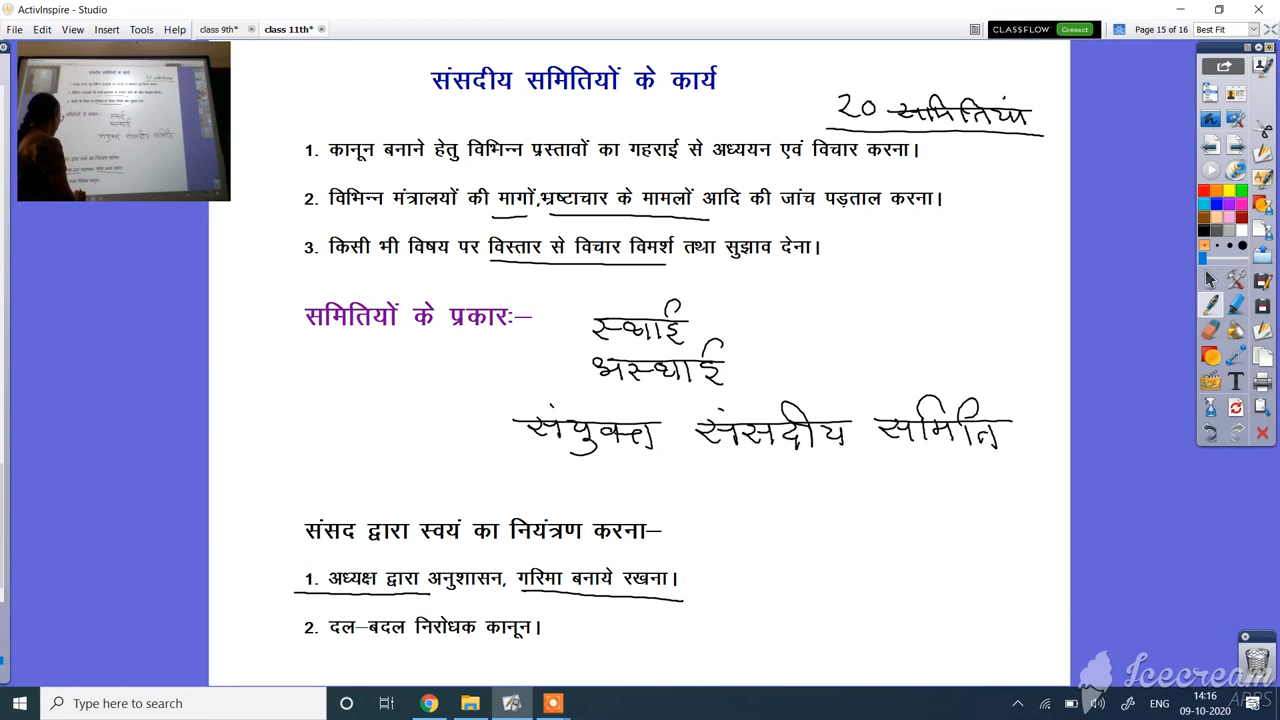 ActivInspire - Studio
File Edit View Insert Tools Help class 9th* class 11th* CLASSFLOW Connect Page 15 of 16 Best Fit
संसदीय समितियों के कार्य
20 समितियां
1. कानून बनाने हेतु विभिन्न प्रस्तावों का गहराई से अध्ययन एवं विचार करना।
2. विभिन्न मंत्रालयों की मागों,भ्रष्टाचार के मामलों आदि की जांच पड़ताल करना।
3. किसी भी विषय पर विस्तार से विचार विमर्श तथा सुझाव देना।
समितियों के प्रकारः–
स्थाई
अस्थाई
संयुक्त संसदीय समिति
संसद द्वारा स्वयं का नियंत्रण करना–
1. अध्यक्ष द्वारा अनुशासन, गरिमा बनाये रखना।
2. दल–बदल निरोधक कानून।
Icecream
APPS
Type here to search
ENG
14:16
09-10-2020